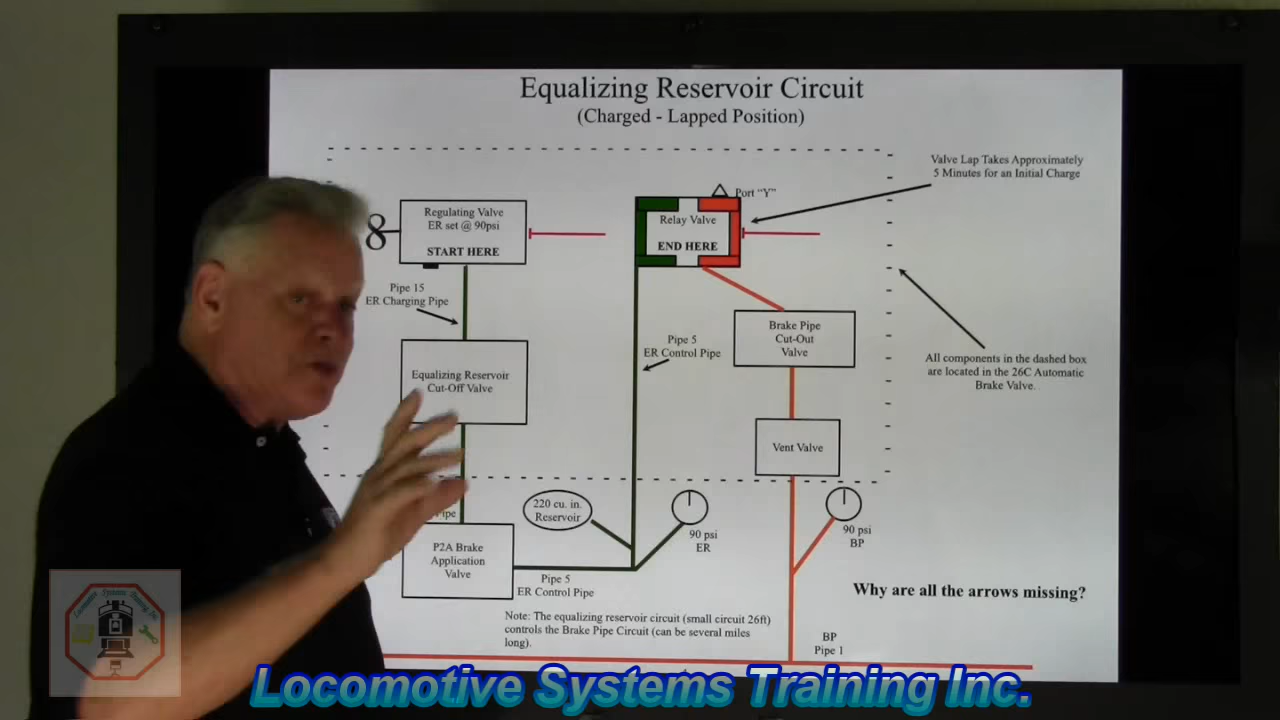 Equalizing Reservoir Circuit
(Charged - Lapped Position)
Valve Lap Takes Approximately
5 Minutes for an Initial Charge
Port "Y"
8
Regulating Valve
ER set @ 90psi
START HERE
Relay Valve
END HERE
Pipe 15
ER Charging Pipe
Brake Pipe
Cut-Out
Valve
Pipe 5
ER Control Pipe
All components in the dashed box
are located in the 26C Automatic
Brake Valve.
Equalizing Reservoir
Cut-Off Valve
Vent Valve
220 cu. in.
Reservoir
90 psi
ER
90 psi
BP
Pipe
P2A Brake
Application
Valve
Pipe 5
ER Control Pipe
Why are all the arrows missing?
Note: The equalizing reservoir circuit (small circuit 26ft)
controls the Brake Pipe Circuit (can be several miles
long).
BP
Pipe 1
Locomotive Systems Training Inc.
Locomotive Systems Training Inc.